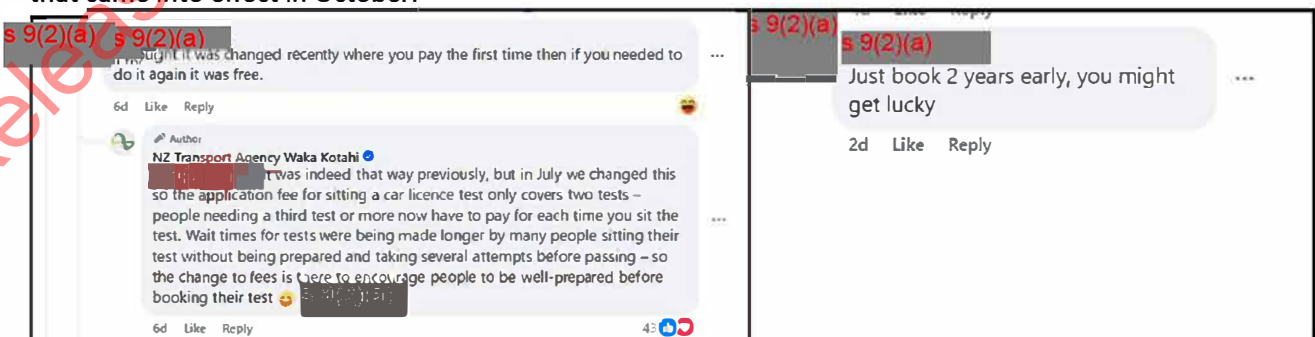 that came into effect in October.
s 9(2)(a) s 9(2)(a)
it was changed recently where you pay the first time then if you needed to
do it again it was free.
6d Like Reply
Author
NZ Transport Agency Waka Kotahi
was indeed that way previously, but in July we changed this
so the application fee for sitting a car licence test only covers two tests –
people needing a third test or more now have to pay for each time you sit the
test. Wait times for tests were being made longer by many people sitting their
test without being prepared and taking several attempts before passing – so
the change to fees is there to encourage people to be well-prepared before
booking their test
6d Like Reply 43
s 9(2)(a) s 9(2)(a)
Just book 2 years early, you might
get lucky
2d Like Reply